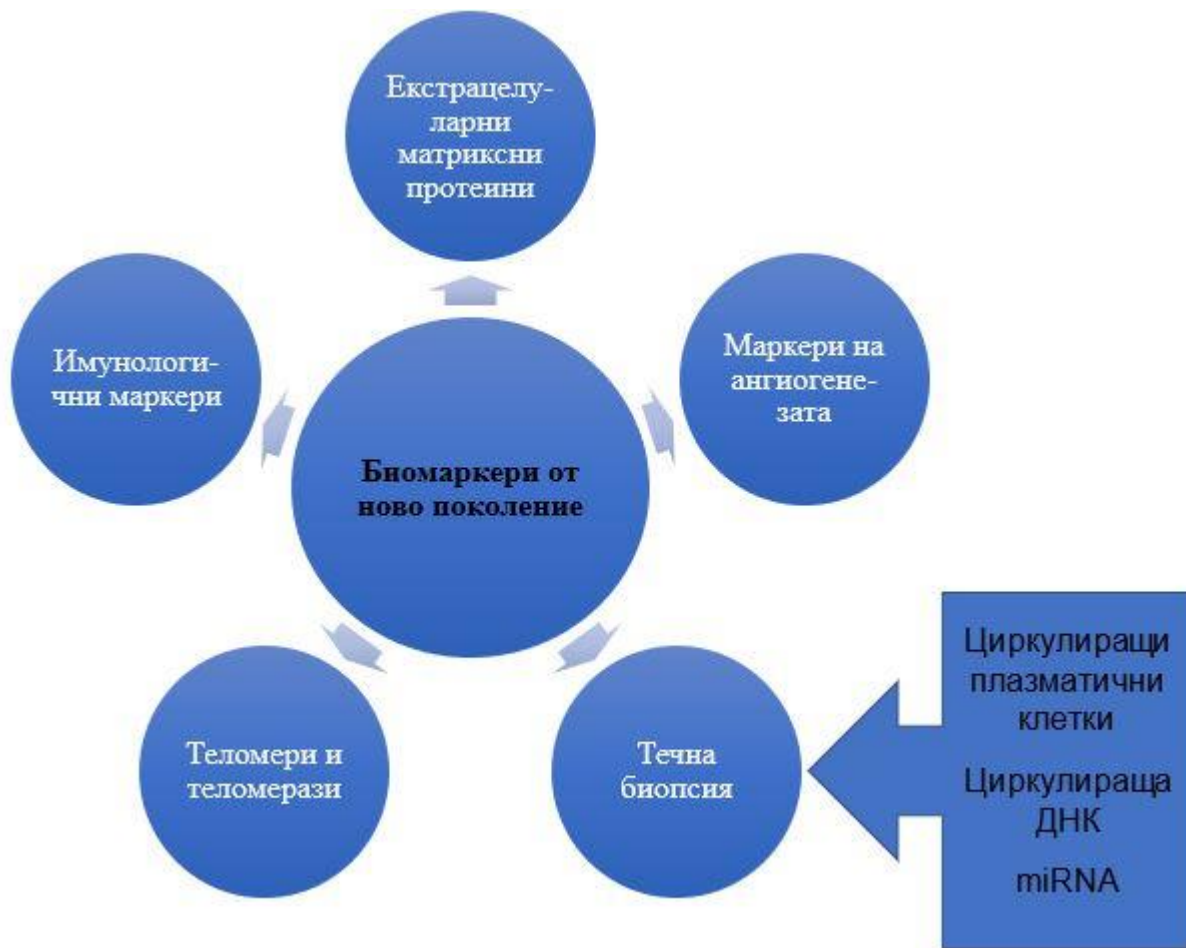 Екстрацелу-
ларни
матриксни
протеини
Имунологи-
чни маркери
Маркери на
ангиогене-
зата
Биомаркери от
ново поколение
Теломери и
теломерази
Течна
биопсия
Циркулиращи
плазматични
клетки
Циркулираща
ДНК
miRNA